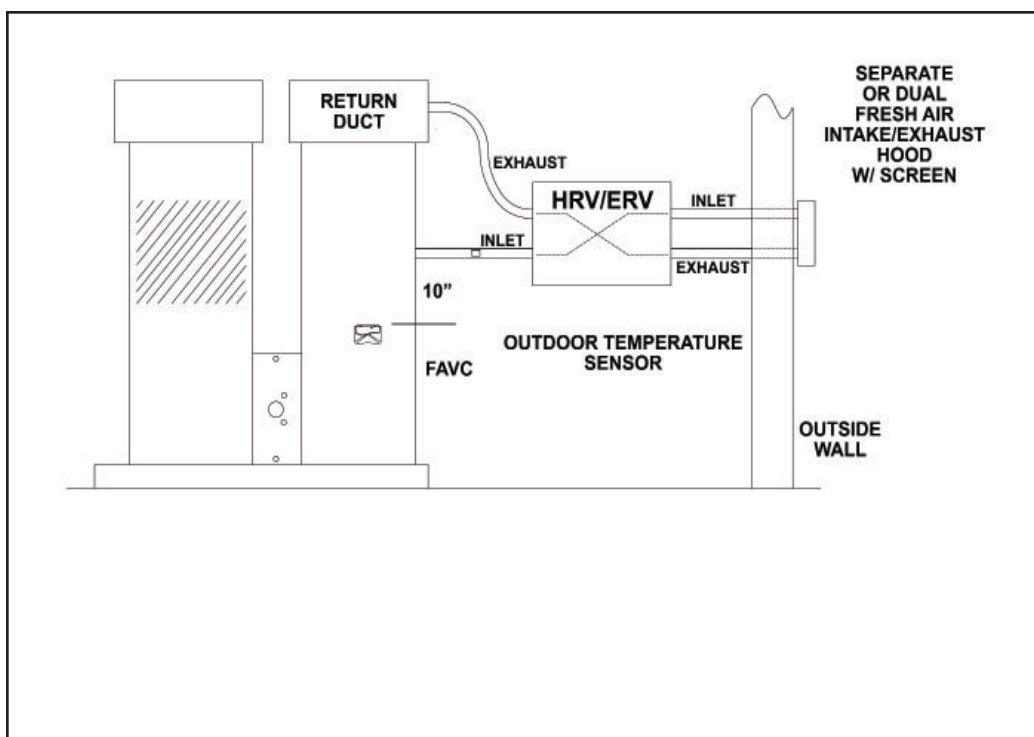 SEPARATE
OR DUAL
FRESH AIR
INTAKE/EXHAUST
HOOD
W/ SCREEN
RETURN
DUCT
EXHAUST
HRV/ERV
INLET
INLET
EXHAUST
10”
OUTDOOR TEMPERATURE
SENSOR
FAVC
OUTSIDE
WALL